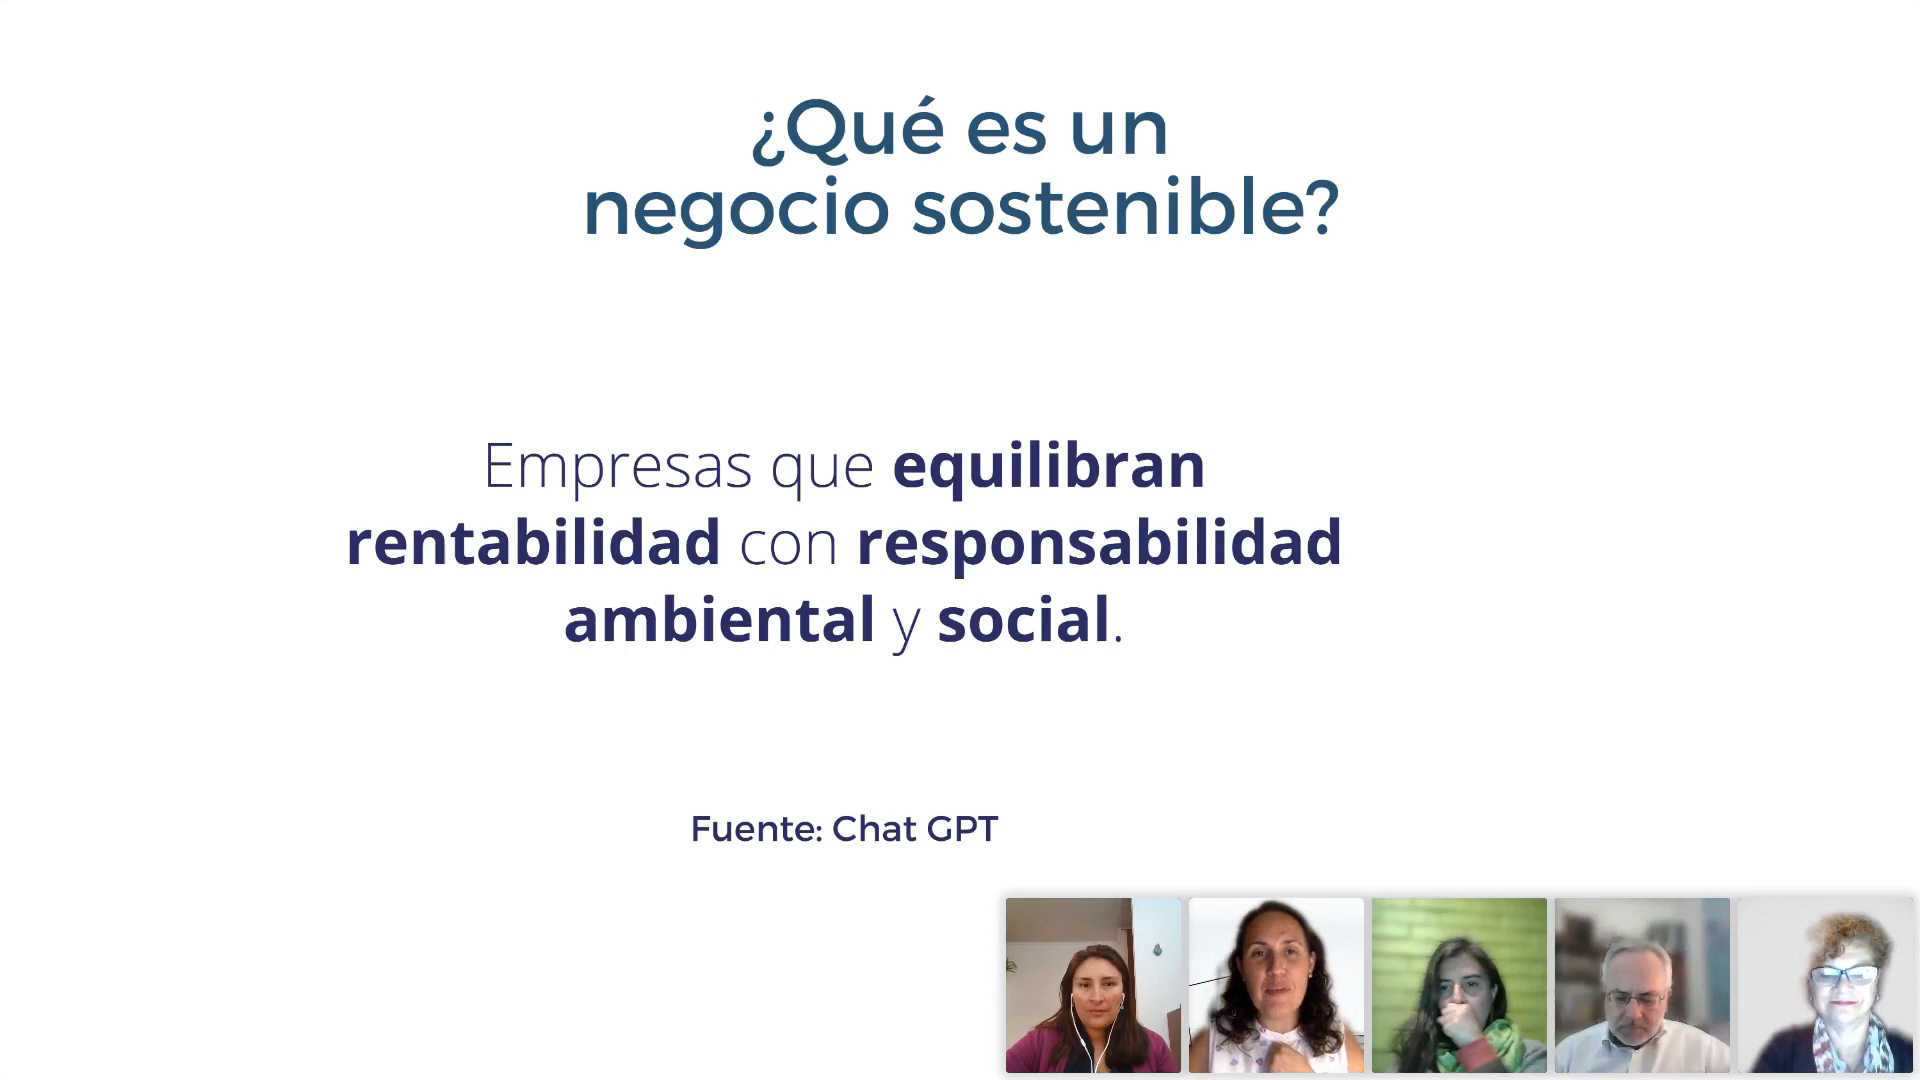 ¿Qué es un
negocio sostenible?
Empresas que equilibran
rentabilidad con responsabilidad
ambiental y social.
Fuente: Chat GPT